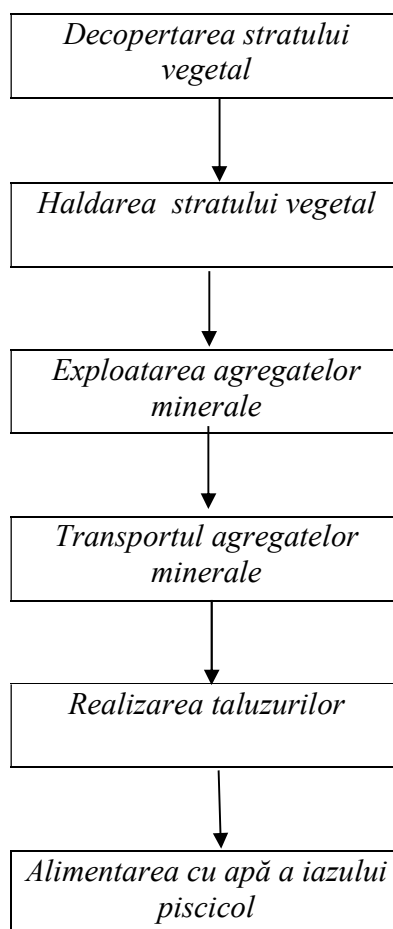 Decopertarea stratului
vegetal
Haldarea stratului vegetal
Exploatarea agregatelor
minerale
Transportul agregatelor
minerale
Realizarea taluzurilor
Alimentarea cu apă a iazului
piscicol